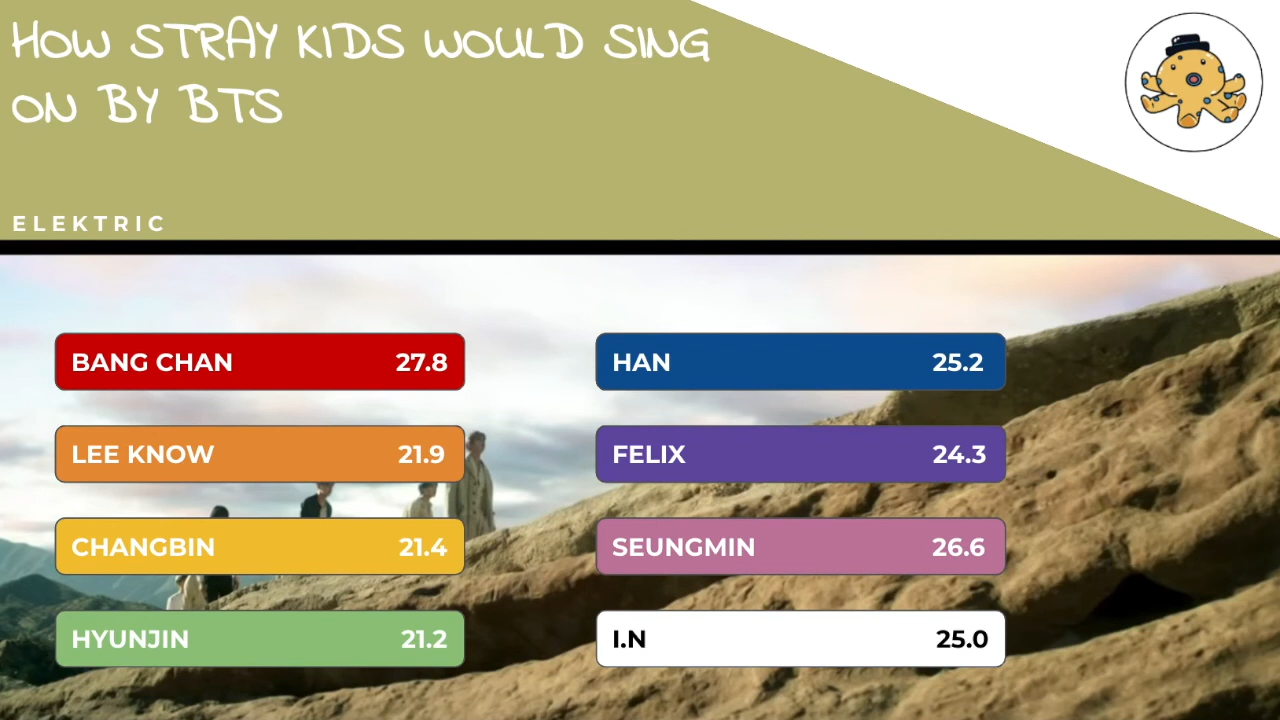 HOW STRAY KIDS WOULD SING
ON BY BTS
ELEKTRIC
BANG CHAN 27.8
LEE KNOW 21.9
CHANGBIN 21.4
HYUNJIN 21.2
HAN 25.2
FELIX 24.3
SEUNGMIN 26.6
I.N 25.0